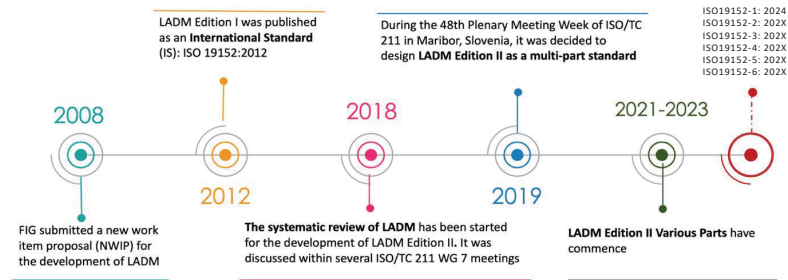 LADM Edition I was published
as an International Standard
(IS): ISO 19152:2012
During the 48th Plenary Meeting Week of ISO/TC
211 in Maribor, Slovenia, it was decided to
design LADM Edition II as a multi-part standard
ISO19152-1: 2024
ISO19152-2: 202X
ISO19152-3: 202X
ISO19152-4: 202X
ISO19152-5: 202X
ISO19152-6: 202X
2008
2018
2021-2023
2012
2019
FIG submitted a new work
item proposal (NWIP) for
the development of LADM
The systematic review of LADM has been started
for the development of LADM Edition II. It was
discussed within several ISO/TC 211 WG 7 meetings
LADM Edition II Various Parts have
commence